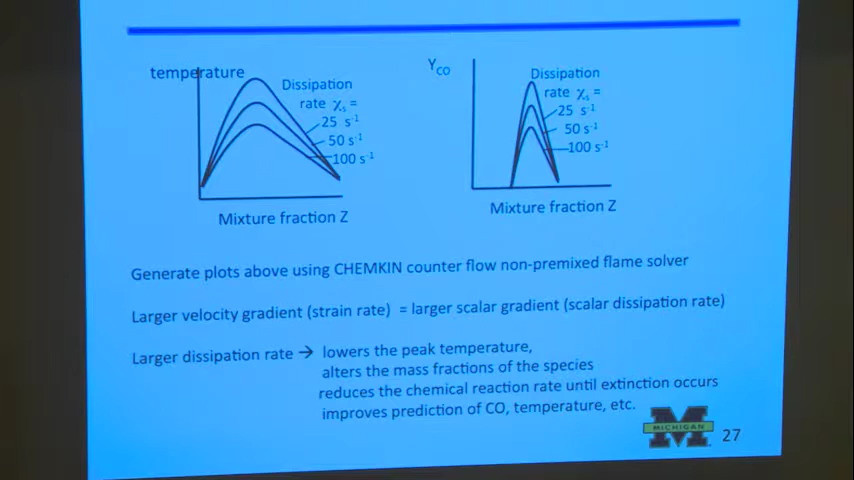 temperature
Dissipation
rate χs =
25 s-1
50 s-1
100 s-1
Mixture fraction Z
YCO
Dissipation
rate χs =
25 s-1
50 s-1
100 s-1
Mixture fraction Z
Generate plots above using CHEMKIN counter flow non-premixed flame solver
Larger velocity gradient (strain rate) = larger scalar gradient (scalar dissipation rate)
Larger dissipation rate → lowers the peak temperature,
alters the mass fractions of the species
reduces the chemical reaction rate until extinction occurs
improves prediction of CO, temperature, etc.
MICHIGAN
27